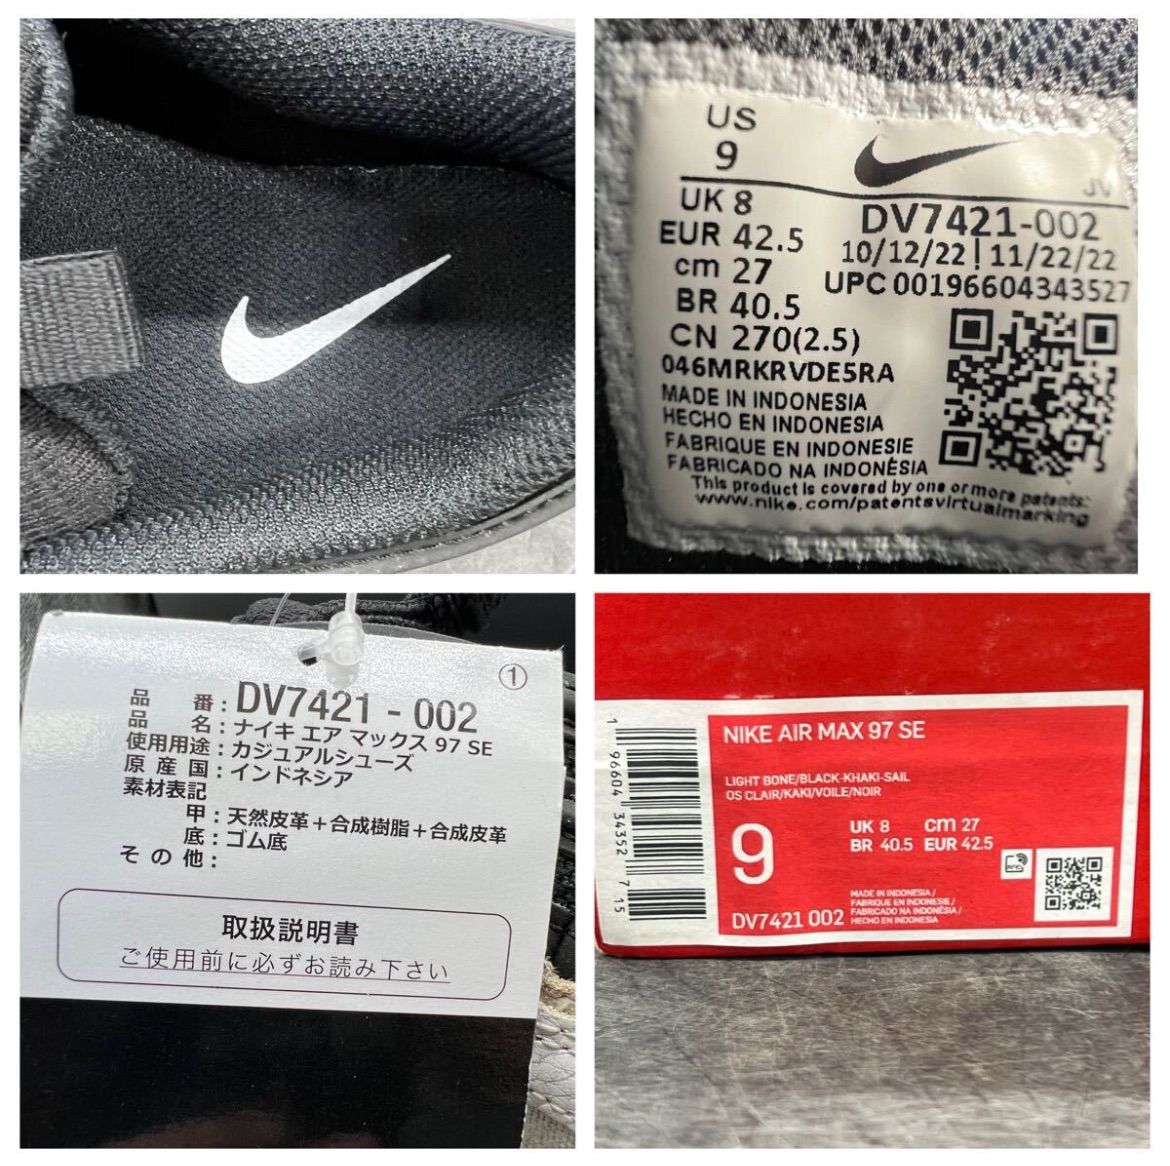 US
9
JV
UK 8
EUR 42.5
cm 27
BR 40.5
CN 270(2.5)
DV7421-002
10/12/22 | 11/22/22
UPC 00196604343527
046MRKRVDE5RA
MADE IN INDONESIA
HECHO EN INDONESIA
FABRIQUE EN INDONESIE
FABRICADO NA INDONÉSIA
This product is covered by one or more patents:
www.nike.com/patentsvirtualmarking
①
品 番 : DV7421 - 002
品 名 : ナイキ エア マックス 97 SE
使用用途 : カジュアルシューズ
原 産 国 : インドネシア
素材表記
甲 : 天然皮革＋合成樹脂＋合成皮革
底 : ゴム底
そ の 他 :
取扱説明書
ご使用前に必ずお読み下さい
1 96604 34352 7 15
NIKE AIR MAX 97 SE
LIGHT BONE/BLACK-KHAKI-SAIL
OS CLAIR/KAKI/VOILE/NOIR
9
UK 8 cm 27
BR 40.5 EUR 42.5
MADE IN INDONESIA /
FABRIQUE EN INDONESIE /
FABRICADO NA INDONÉSIA /
HECHO EN INDONESIA
DV7421 002